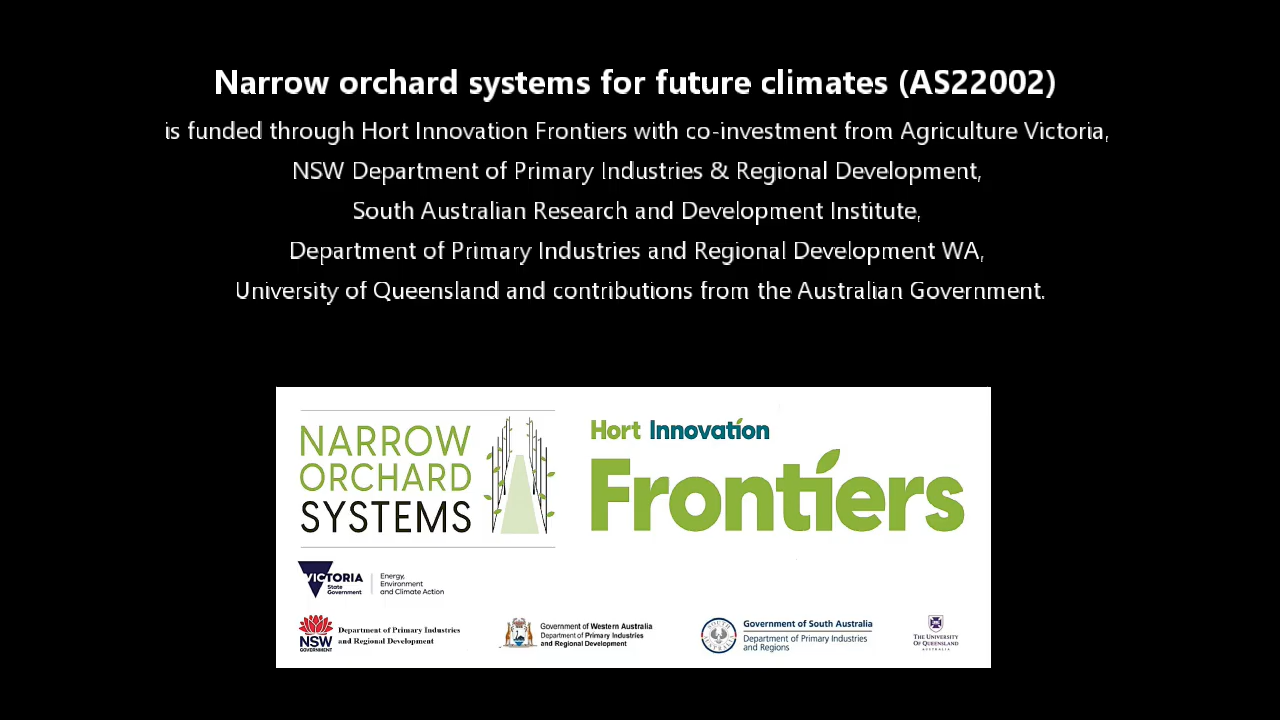 Narrow orchard systems for future climates (AS22002)
is funded through Hort Innovation Frontiers with co-investment from Agriculture Victoria,
NSW Department of Primary Industries & Regional Development,
South Australian Research and Development Institute,
Department of Primary Industries and Regional Development WA,
University of Queensland and contributions from the Australian Government.
NARROW
ORCHARD
SYSTEMS
Hort Innovation
Frontiers
VICTORIA
State
Government
Energy,
Environment
and Climate Action
NSW
GOVERNMENT
Department of Primary Industries
and Regional Development
Government of Western Australia
Department of Primary Industries
and Regional Development
SOUTH
Government of South Australia
Department of Primary Industries
and Regions
THE UNIVERSITY
OF QUEENSLAND
AUSTRALIA